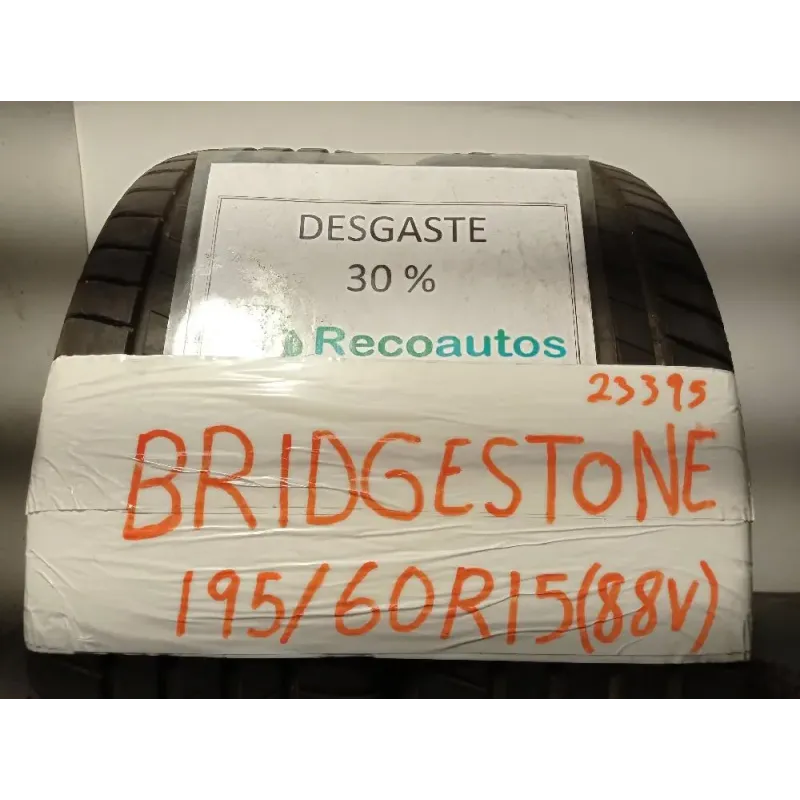 DESGASTE
30 %
Recoautos
23395
BRIDGESTONE
195/60R15(88V)